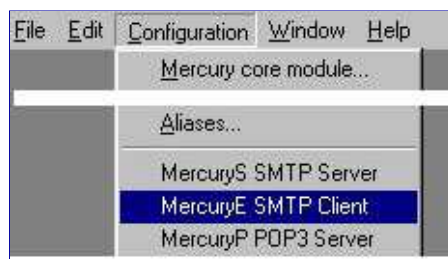 File Edit Configuration Window Help
Mercury core module...
Aliases...
MercuryS SMTP Server
MercuryE SMTP Client
MercuryP POP3 Server